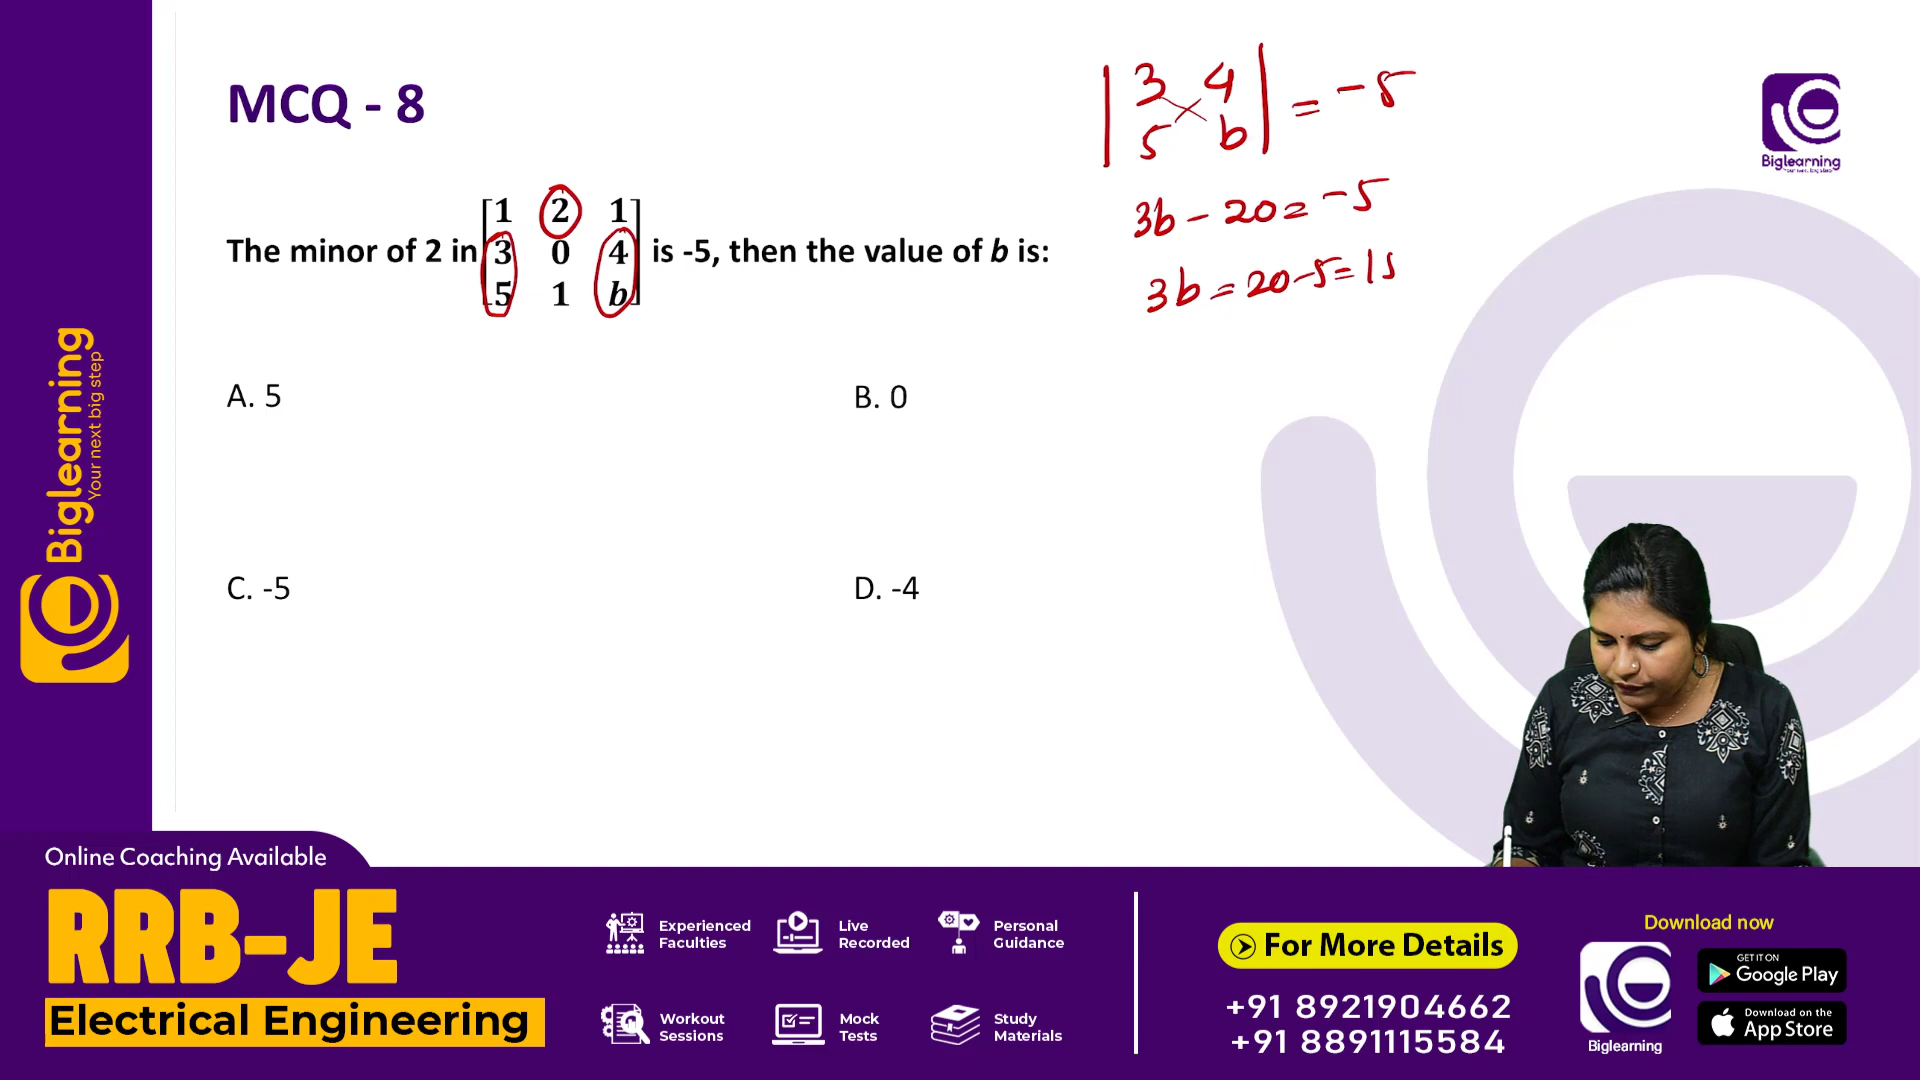 MCQ - 8
The minor of 2 in [1 2 1
3 0 4
5 1 b] is -5, then the value of b is:
A. 5
B. 0
C. -5
D. -4
|3 4
5 b| = -5
3b - 20 = -5
3b = 20 - 5 = 15
Biglearning
Your next big step
Biglearning
Your next big step
Online Coaching Available
RRB-JE
Electrical Engineering
Experienced Faculties
Live Recorded
Personal Guidance
Workout Sessions
Mock Tests
Study Materials
For More Details
+91 8921904662
+91 8891115584
Download now
Biglearning
GET IT ON
Google Play
Download on the
App Store